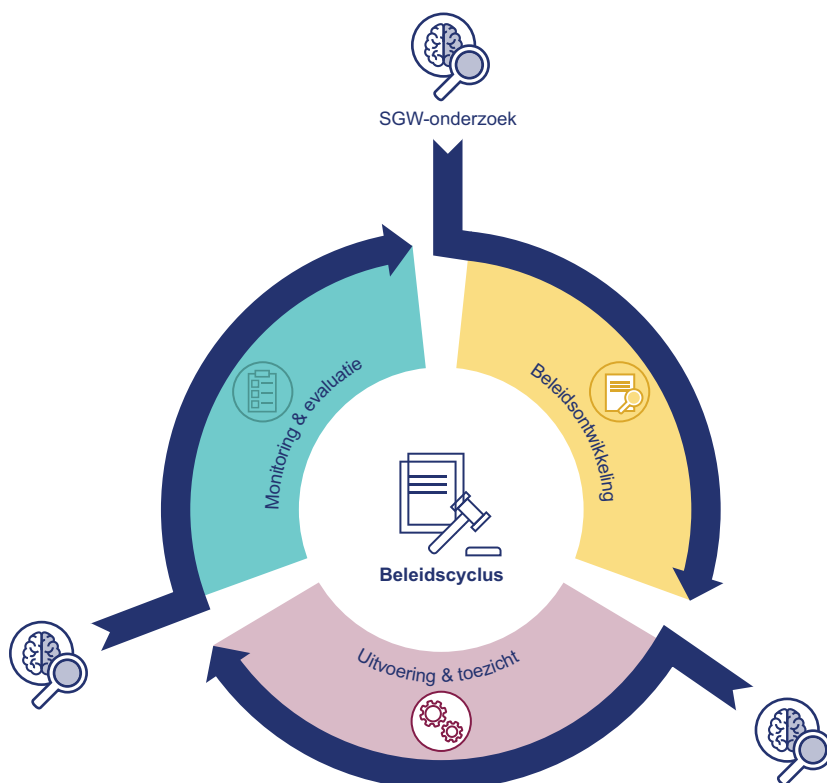 SGW-onderzoek
Monitoring & evaluatie
Beleidsontwikkeling
Beleidscyclus
Uitvoering & toezicht